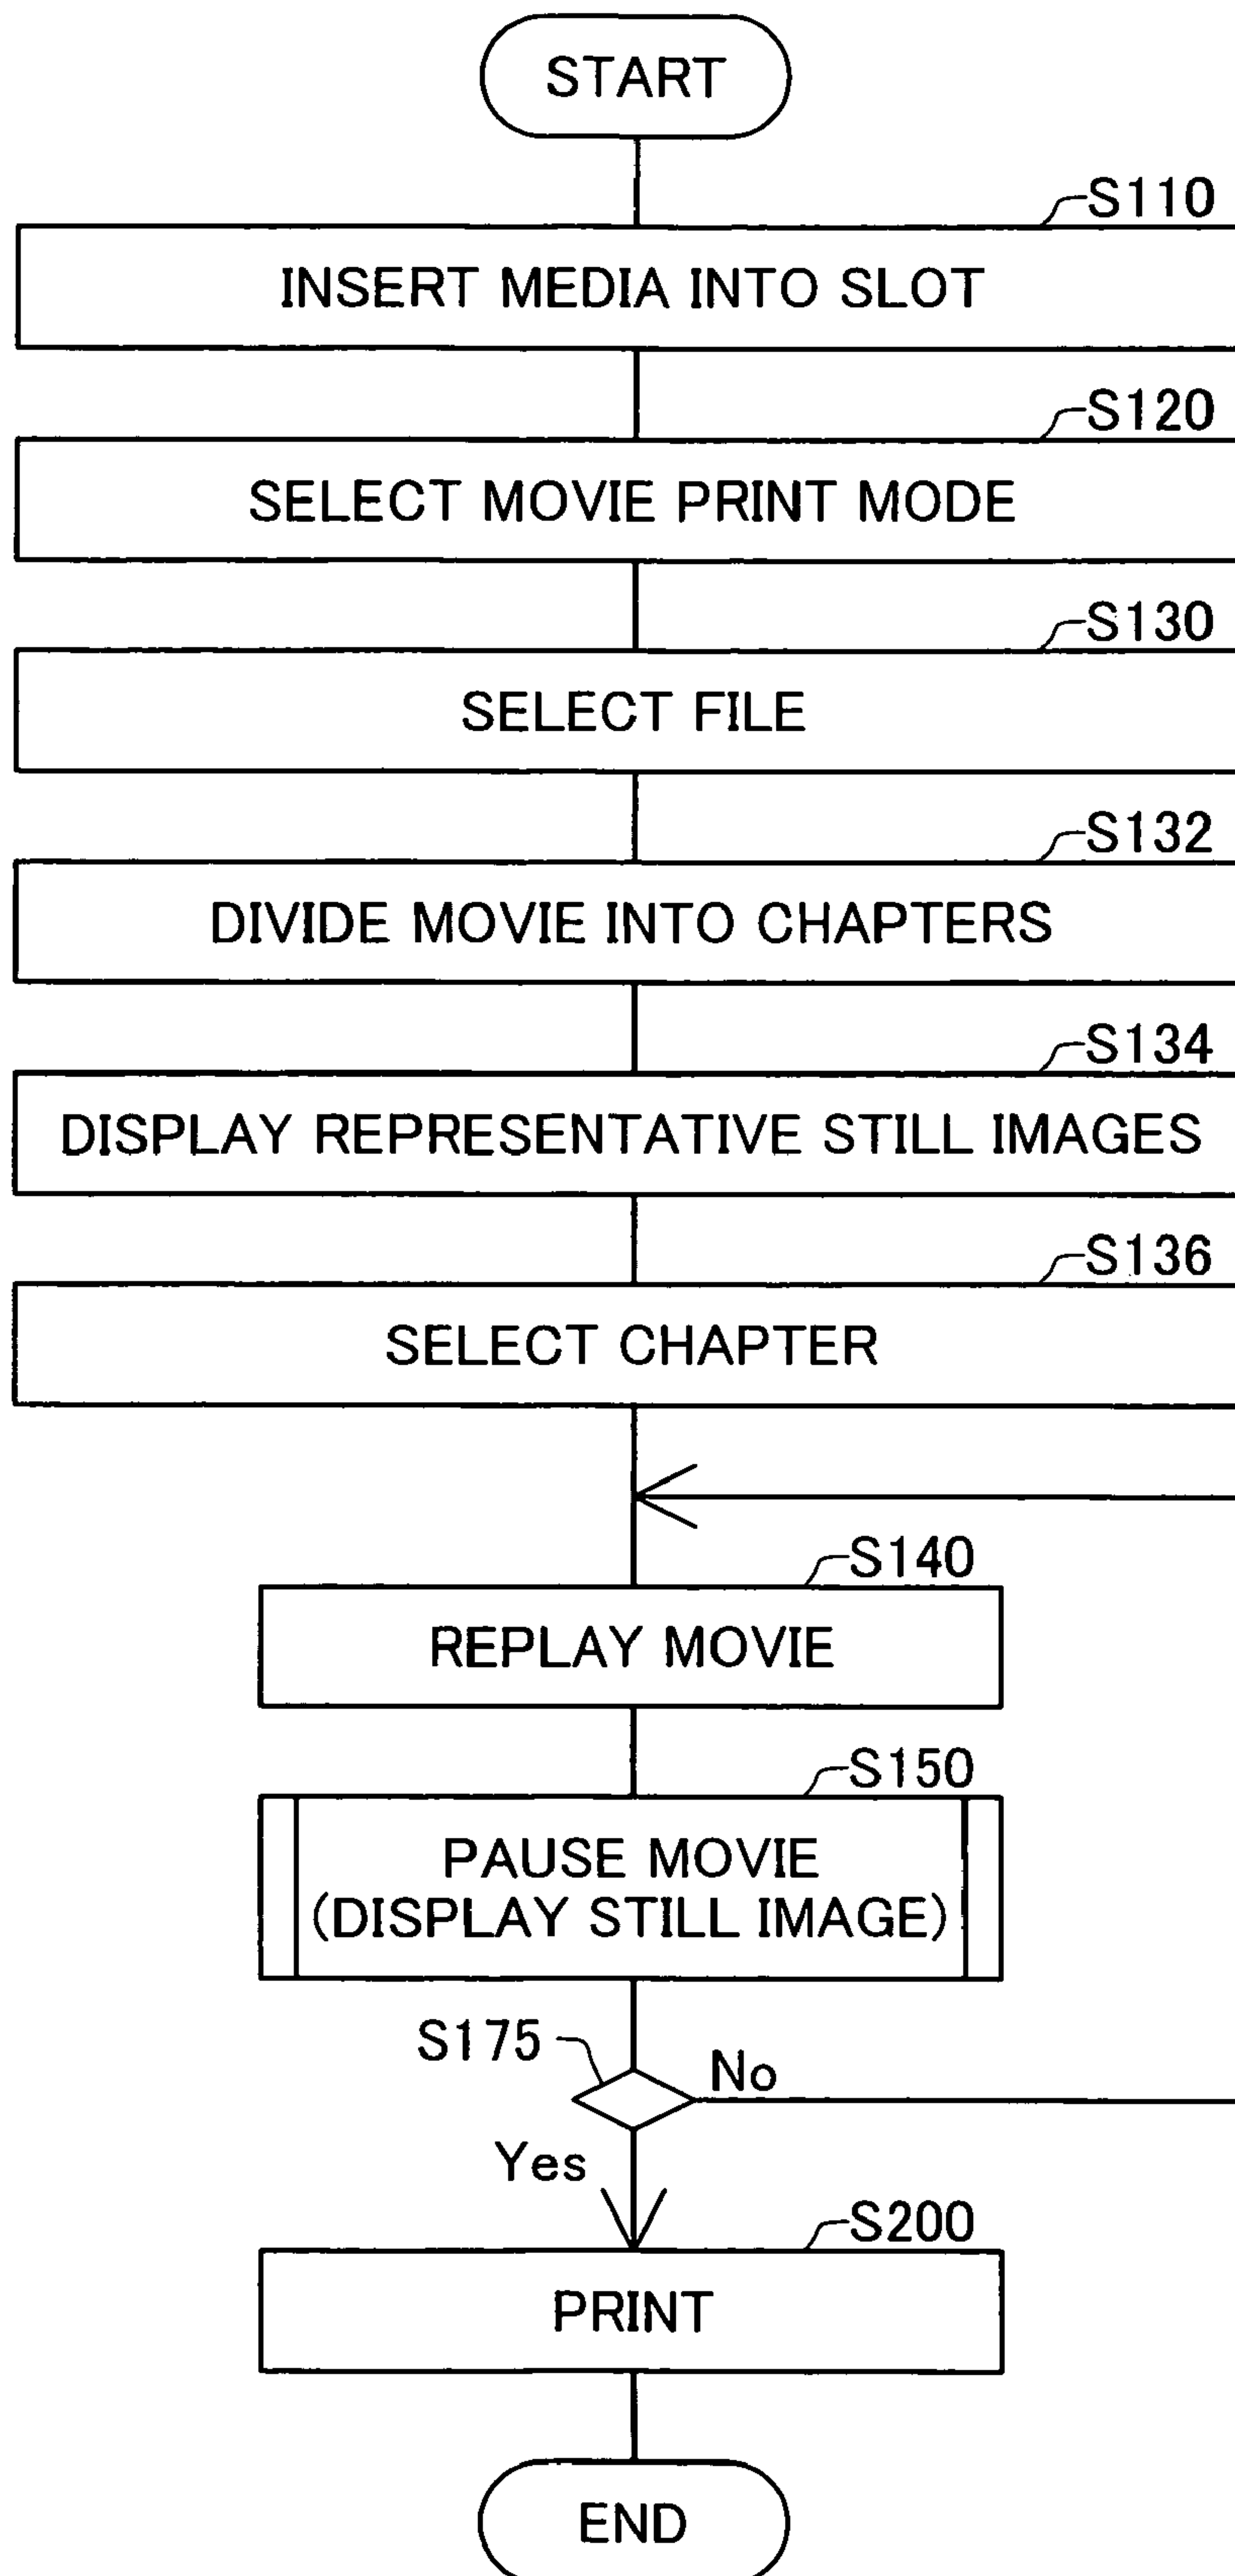 START
S110
INSERT MEDIA INTO SLOT
S120
SELECT MOVIE PRINT MODE
S130
SELECT FILE
S132
DIVIDE MOVIE INTO CHAPTERS
S134
DISPLAY REPRESENTATIVE STILL IMAGES
S136
SELECT CHAPTER
S140
REPLAY MOVIE
S150
PAUSE MOVIE
(DISPLAY STILL IMAGE)
S175
No
Yes
S200
PRINT
END